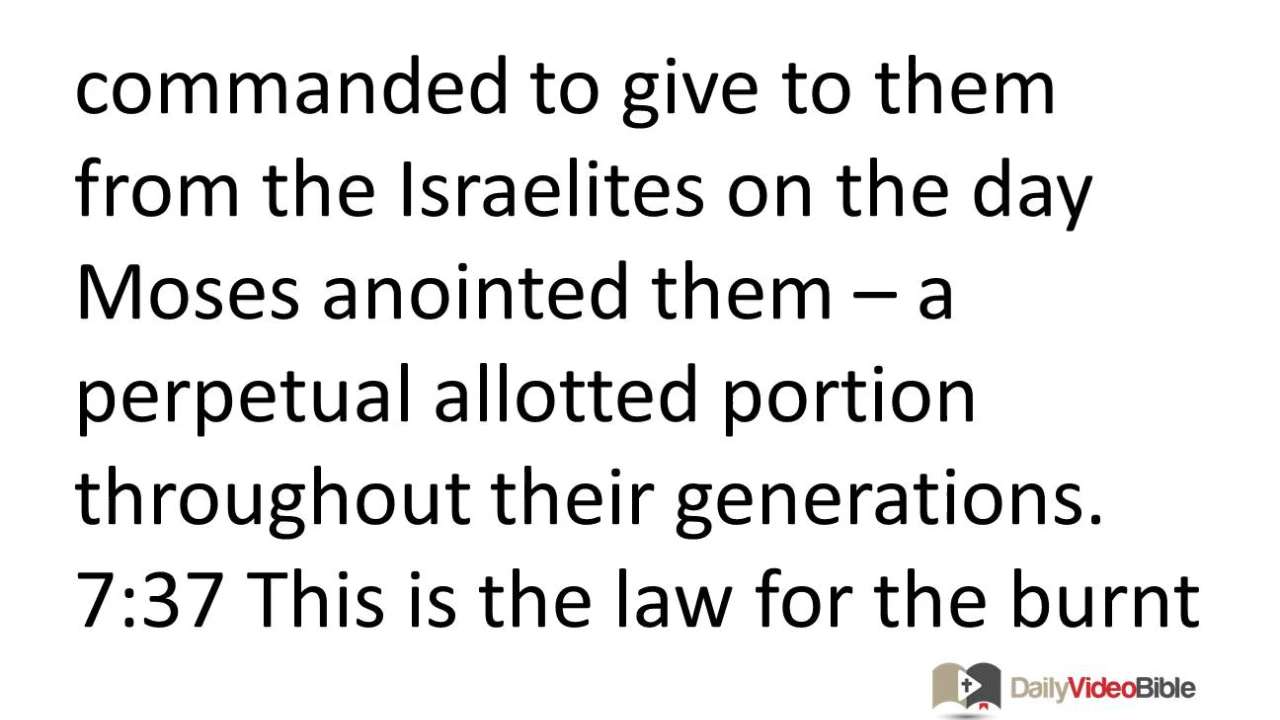 commanded to give to them
from the Israelites on the day
Moses anointed them – a
perpetual allotted portion
throughout their generations.
7:37 This is the law for the burnt
DailyVideoBible